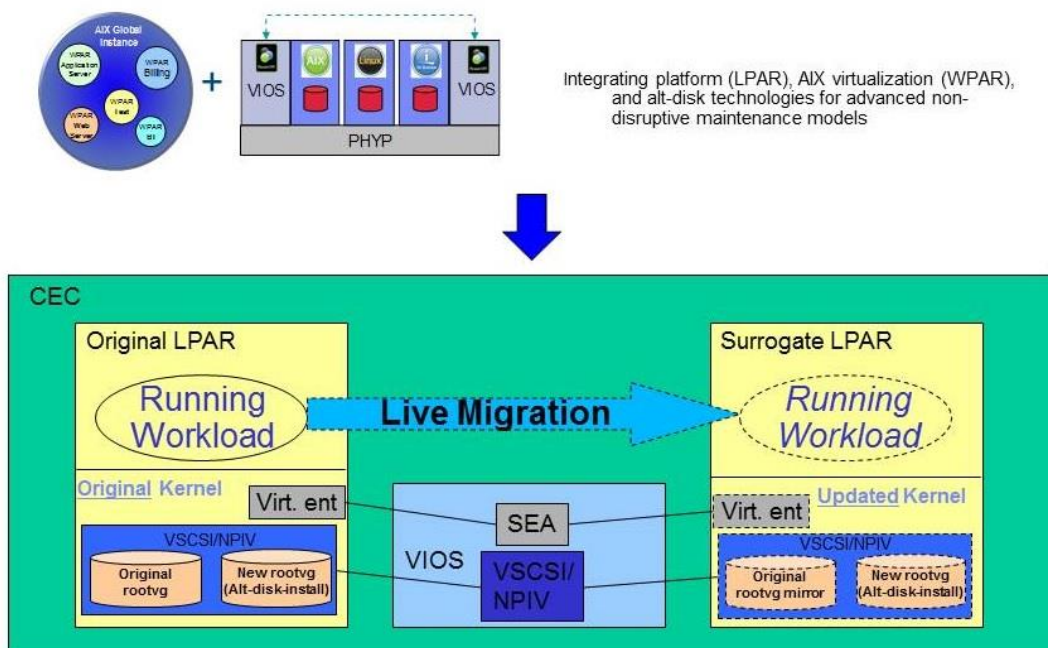 AIX Global
Instance
WPAR
Application
Server
WPAR
Billing
WPAR
Test
WPAR
Web
Server
WPAR
BI
+
VIOS
AIX
Linux
VIOS
PHYP
Integrating platform (LPAR), AIX virtualization (WPAR),
and alt-disk technologies for advanced non-
disruptive maintenance models
CEC
Original LPAR
Running
Workload
Live Migration
Surrogate LPAR
Running
Workload
Original Kernel
Virt. ent
VSCSI/NPIV
Original
rootvg
New rootvg
(Alt-disk-install)
VIOS
SEA
VSCSI/
NPIV
Updated Kernel
Virt. ent
VSCSI/NPIV
Original
rootvg mirror
New rootvg
(Alt-disk-install)